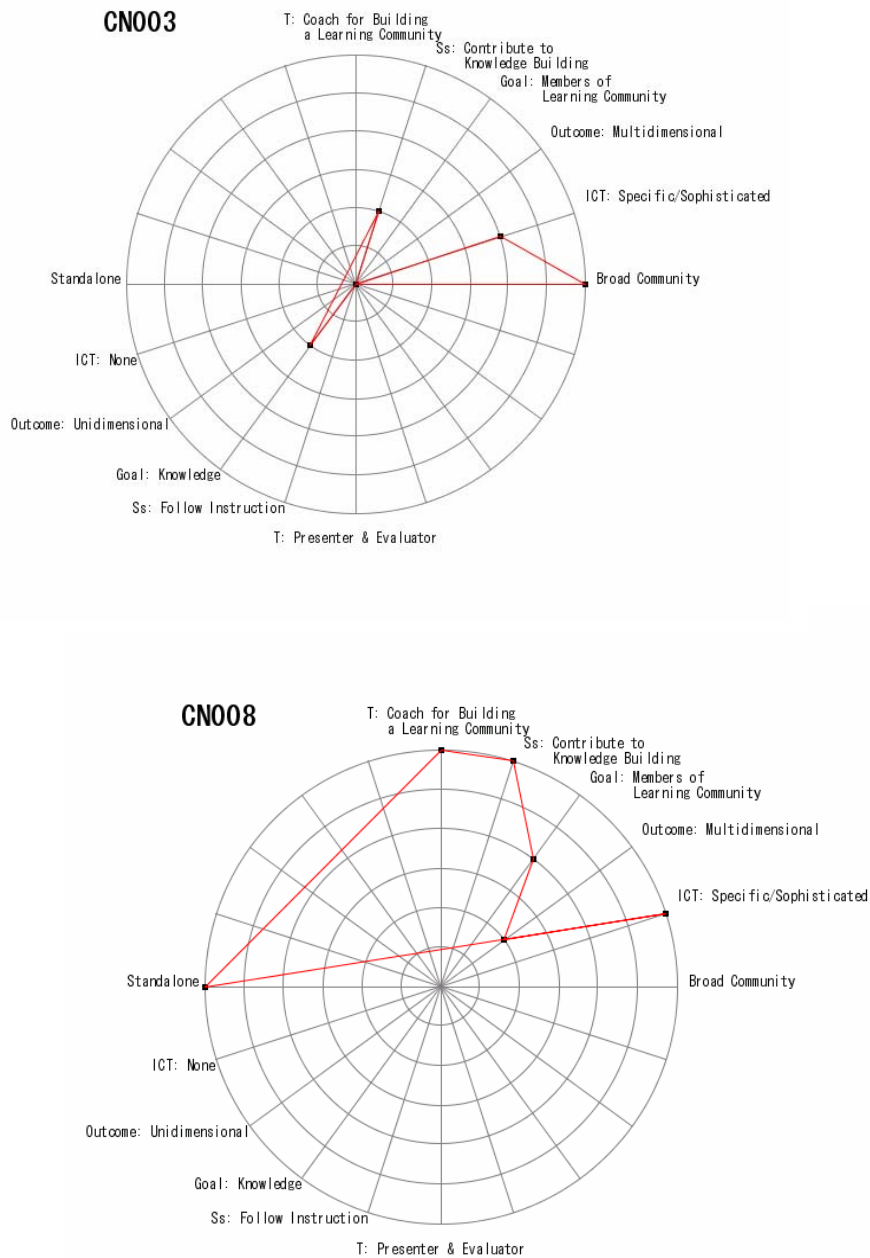 CN003
T: Coach for Building
a Learning Community
Ss: Contribute to
Knowledge Building
Goal: Members of
Learning Community
Outcome: Multidimensional
ICT: Specific/Sophisticated
Standalone
Broad Community
ICT: None
Outcome: Unidimensional
Goal: Knowledge
Ss: Follow Instruction
T: Presenter & Evaluator
CN008
T: Coach for Building
a Learning Community
Ss: Contribute to
Knowledge Building
Goal: Members of
Learning Community
Outcome: Multidimensional
ICT: Specific/Sophisticated
Standalone
Broad Community
ICT: None
Outcome: Unidimensional
Goal: Knowledge
Ss: Follow Instruction
T: Presenter & Evaluator